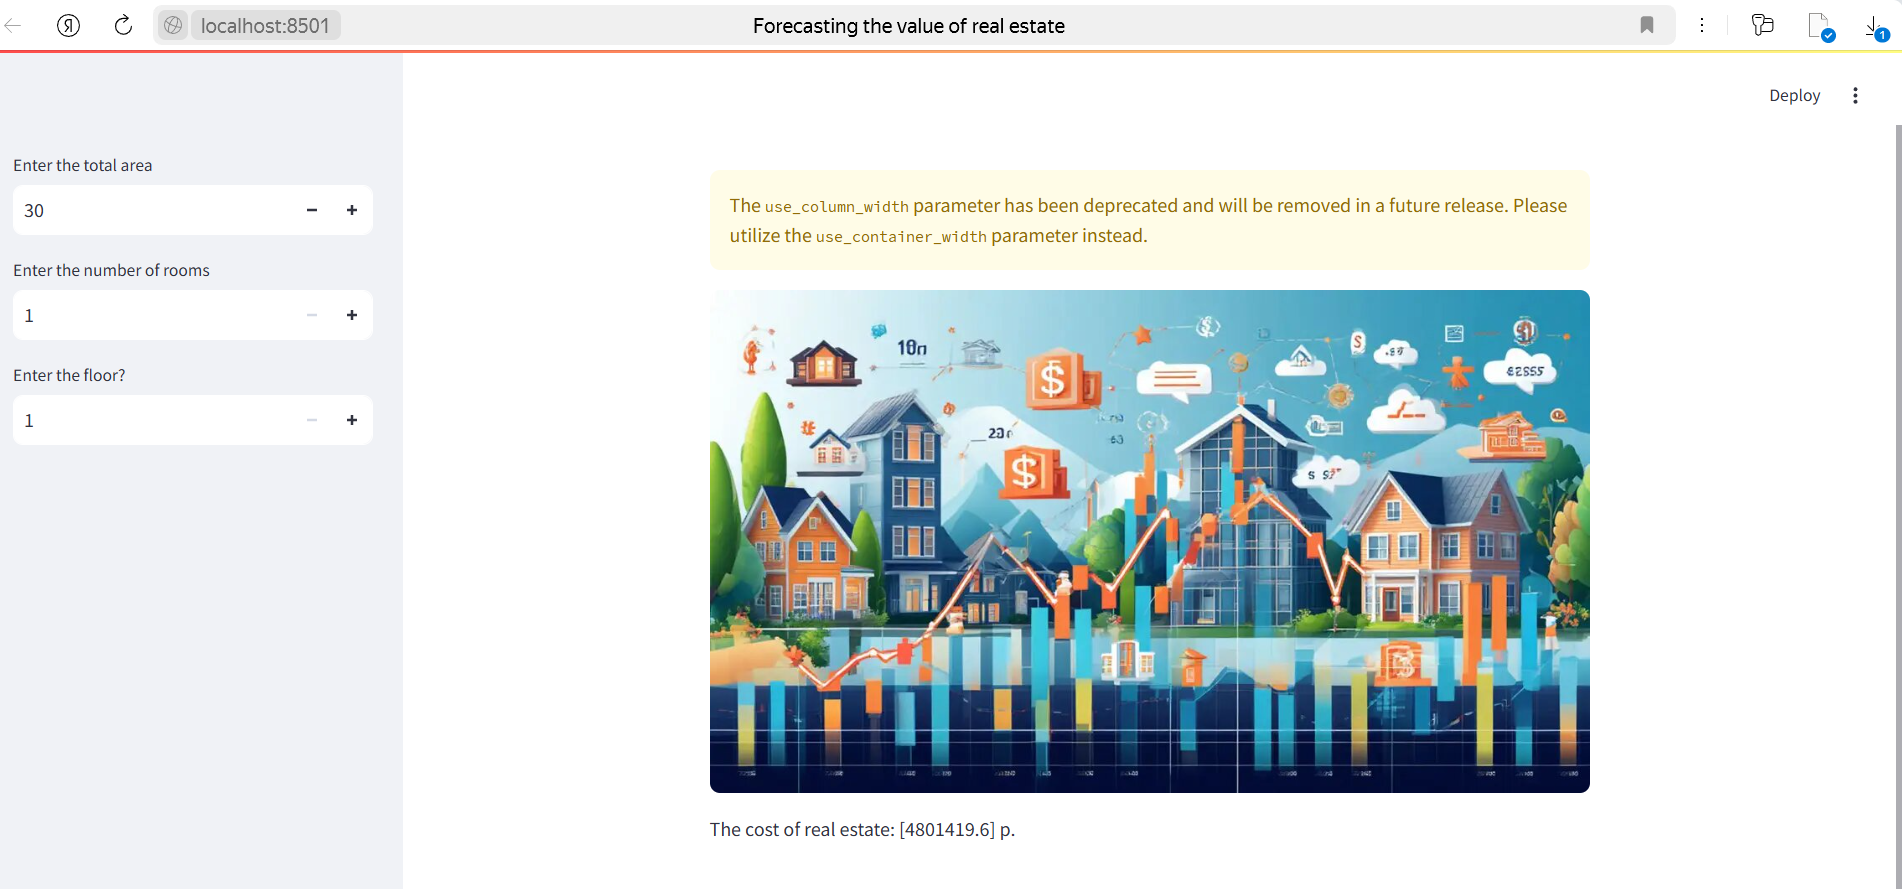 localhost:8501
Forecasting the value of real estate
1
Deploy
Enter the total area
30
Enter the number of rooms
1
Enter the floor?
1
The use_column_width parameter has been deprecated and will be removed in a future release. Please
utilize the use_container_width parameter instead.
$
$
$
$
The cost of real estate: [4801419.6] p.